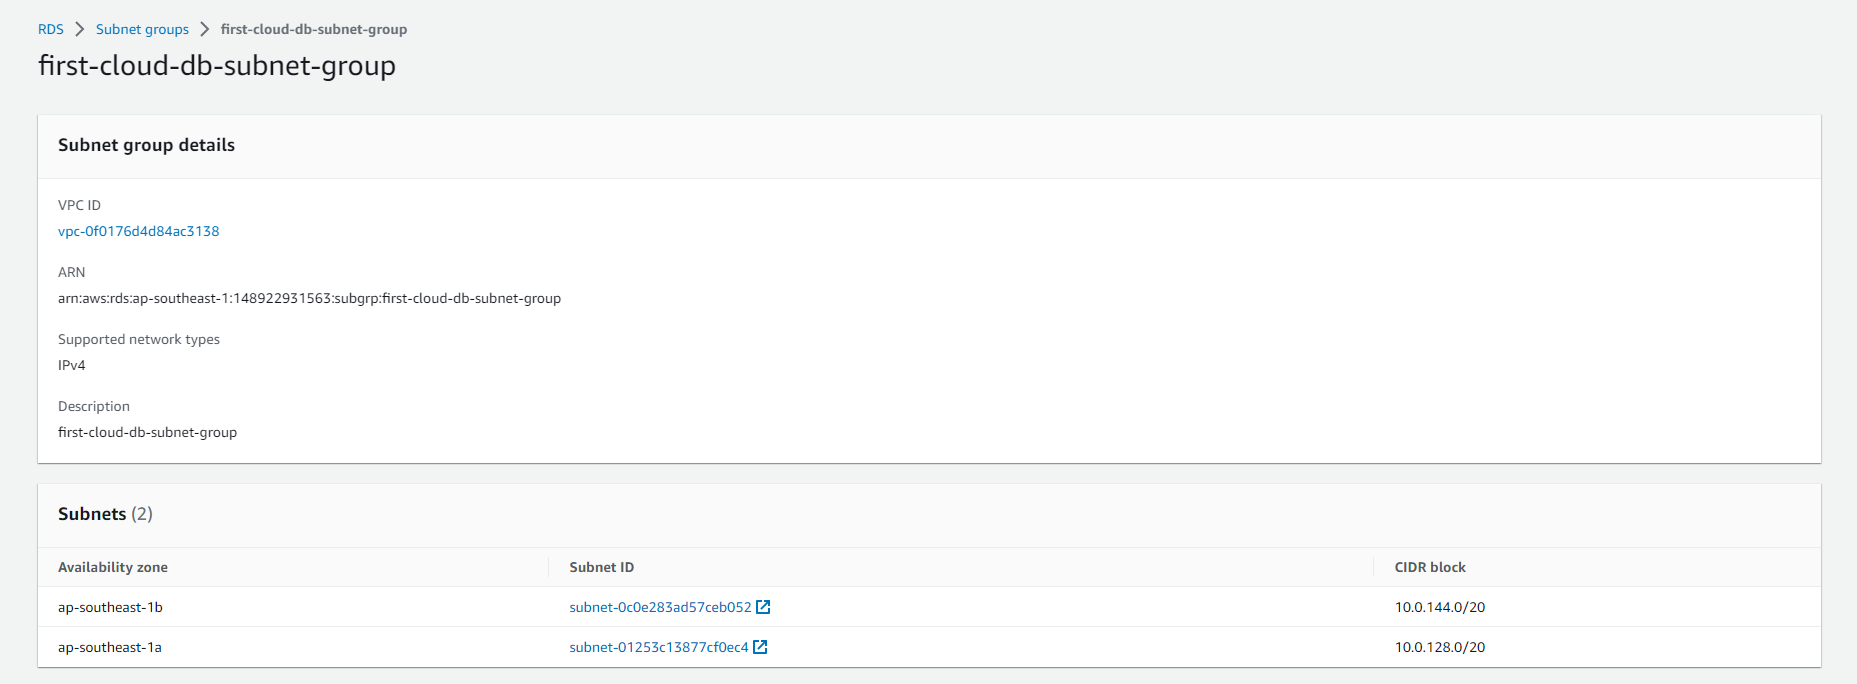 RDS > Subnet groups > first-cloud-db-subnet-group
first-cloud-db-subnet-group
Subnet group details
VPC ID
vpc-0f0176d4d84ac3138
ARN
arn:aws:rds:ap-southeast-1:148922931563:subgrp:first-cloud-db-subnet-group
Supported network types
IPv4
Description
first-cloud-db-subnet-group
Subnets (2)
Availability zone Subnet ID CIDR block
ap-southeast-1b subnet-0c0e283ad57ceb052 10.0.144.0/20
ap-southeast-1a subnet-01253c13877cf0ec4 10.0.128.0/20